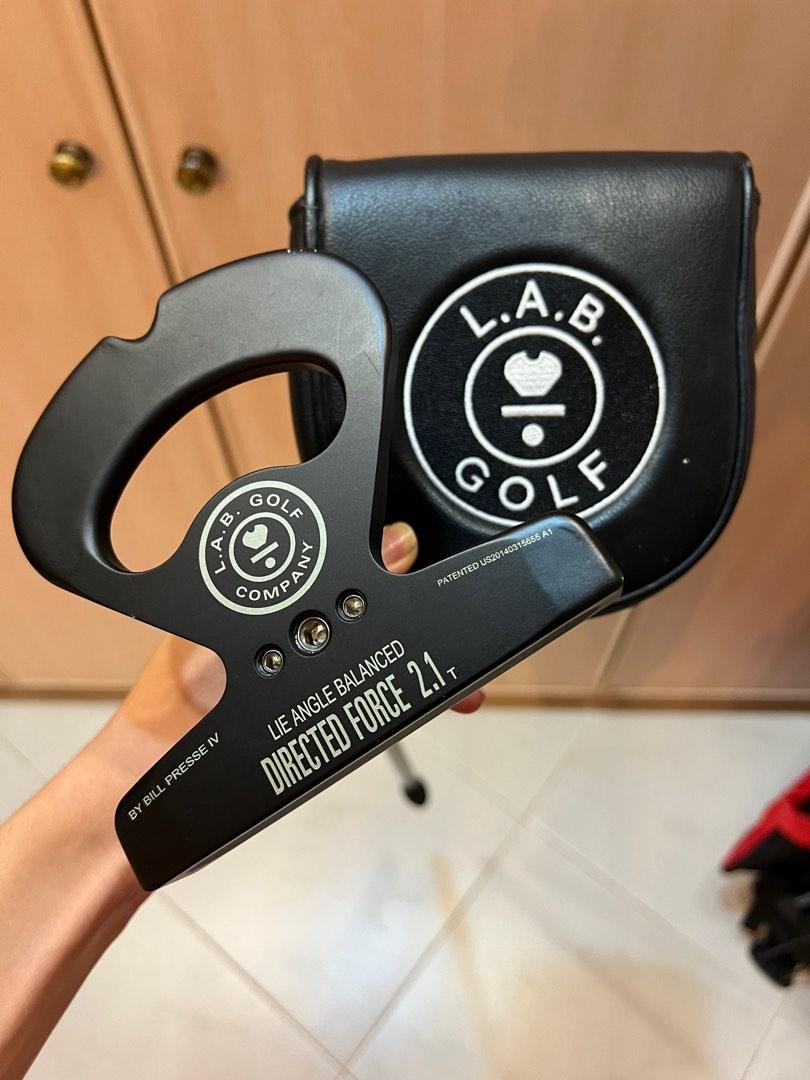 L.A.B.
GOLF
L.A.B. GOLF
COMPANY
PATENTED US20140315655 A1
LIE ANGLE BALANCED
DIRECTED FORCE 2.1 T
BY BILL PRESSE IV